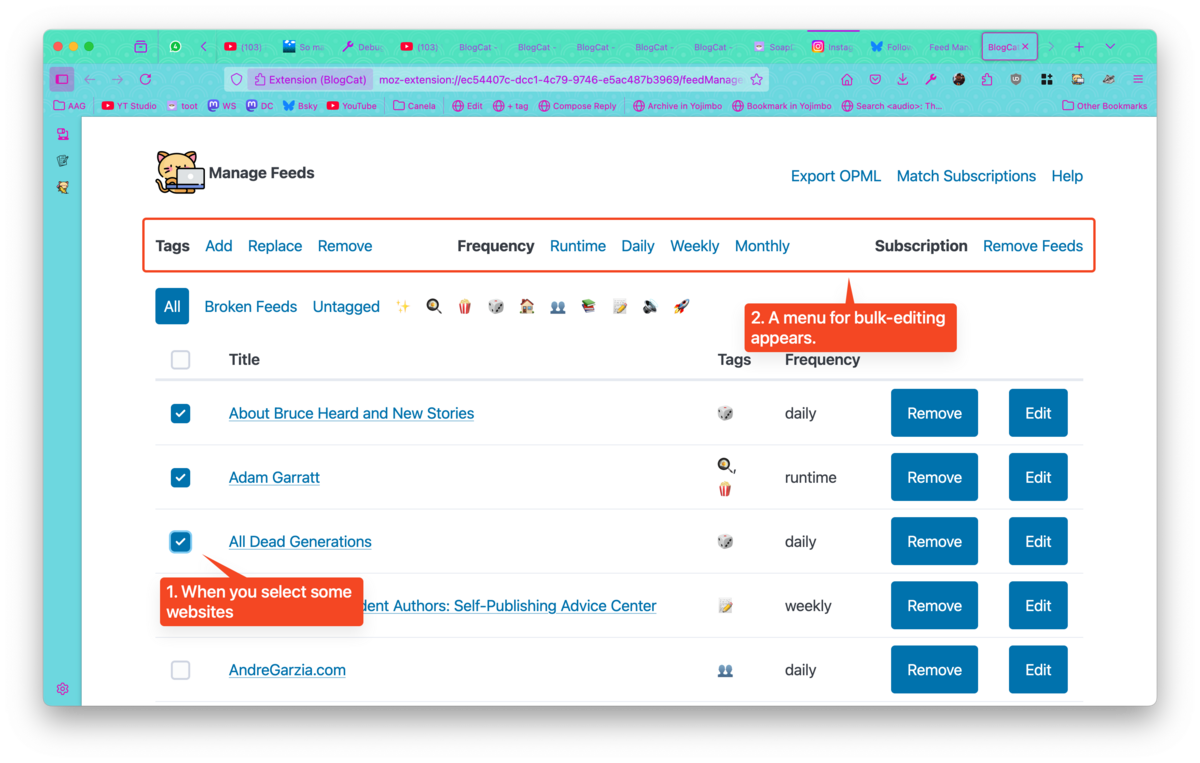 (103)
So ma
Debug
(103)
BlogCat -
BlogCat -
BlogCat -
BlogCat -
BlogCat -
Soap
Instag
Follow
Feed Man
BlogCat
Extension (BlogCat)
moz-extension://ec54407c-dcc1-4c79-9746-e5ac487b3969/feedManage
AAG
YT Studio
toot
WS
DC
Bsky
YouTube
Canela
Edit
+ tag
Compose Reply
Archive in Yojimbo
Bookmark in Yojimbo
Search <audio>: Th...
Other Bookmarks
Manage Feeds
Export OPML Match Subscriptions Help
Tags Add Replace Remove Frequency Runtime Daily Weekly Monthly Subscription Remove Feeds
All Broken Feeds Untagged
2. A menu for bulk-editing
appears.
Title Tags Frequency
About Bruce Heard and New Stories daily Remove Edit
Adam Garratt , runtime Remove Edit
All Dead Generations daily Remove Edit
1. When you select some
websites
dent Authors: Self-Publishing Advice Center weekly Remove Edit
AndreGarzia.com daily Remove Edit